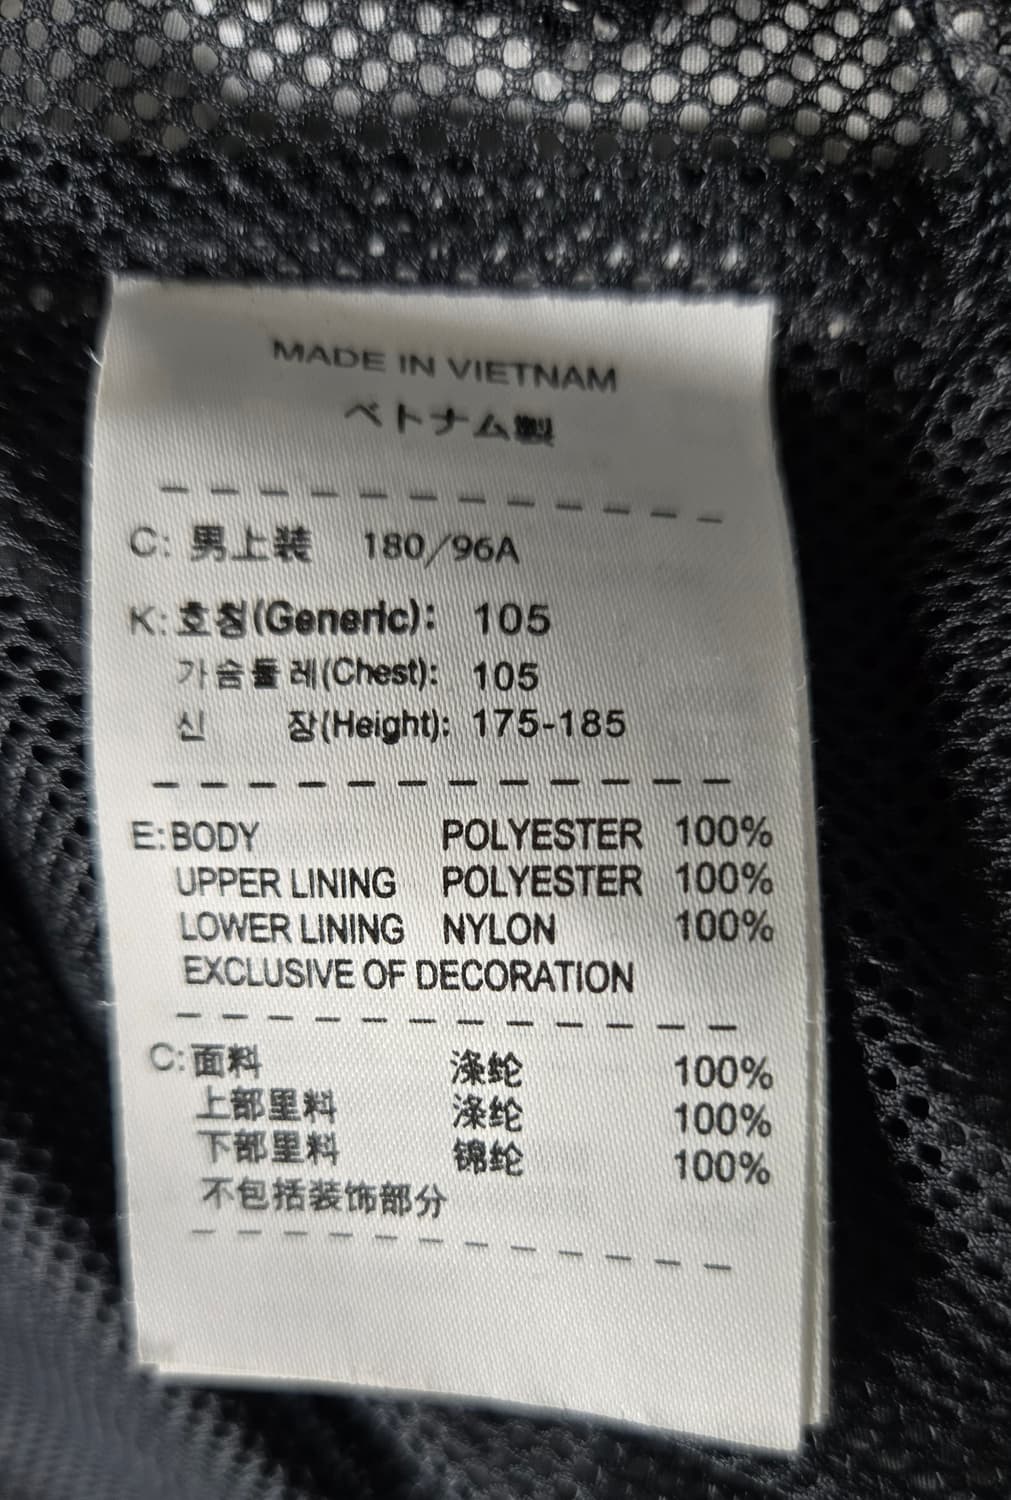 MADE IN VIETNAM
ベトナム製
C: 男上装 180/96A
K: 호칭(Generic): 105
가슴둘레(Chest): 105
신 장(Height): 175-185
E: BODY POLYESTER 100%
UPPER LINING POLYESTER 100%
LOWER LINING NYLON 100%
EXCLUSIVE OF DECORATION
C: 面料 涤纶 100%
上部里料 涤纶 100%
下部里料 锦纶 100%
不包括装饰部分